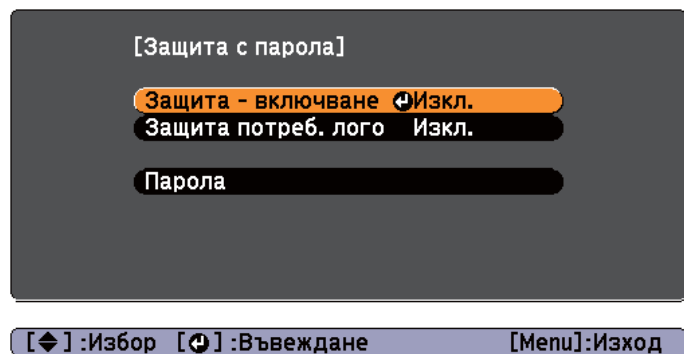 [Защита с парола]
Защита - включване Изкл.
Защита потреб. лого Изкл.
Парола
[◆] :Избор [↵] :Въвеждане [Menu]:Изход